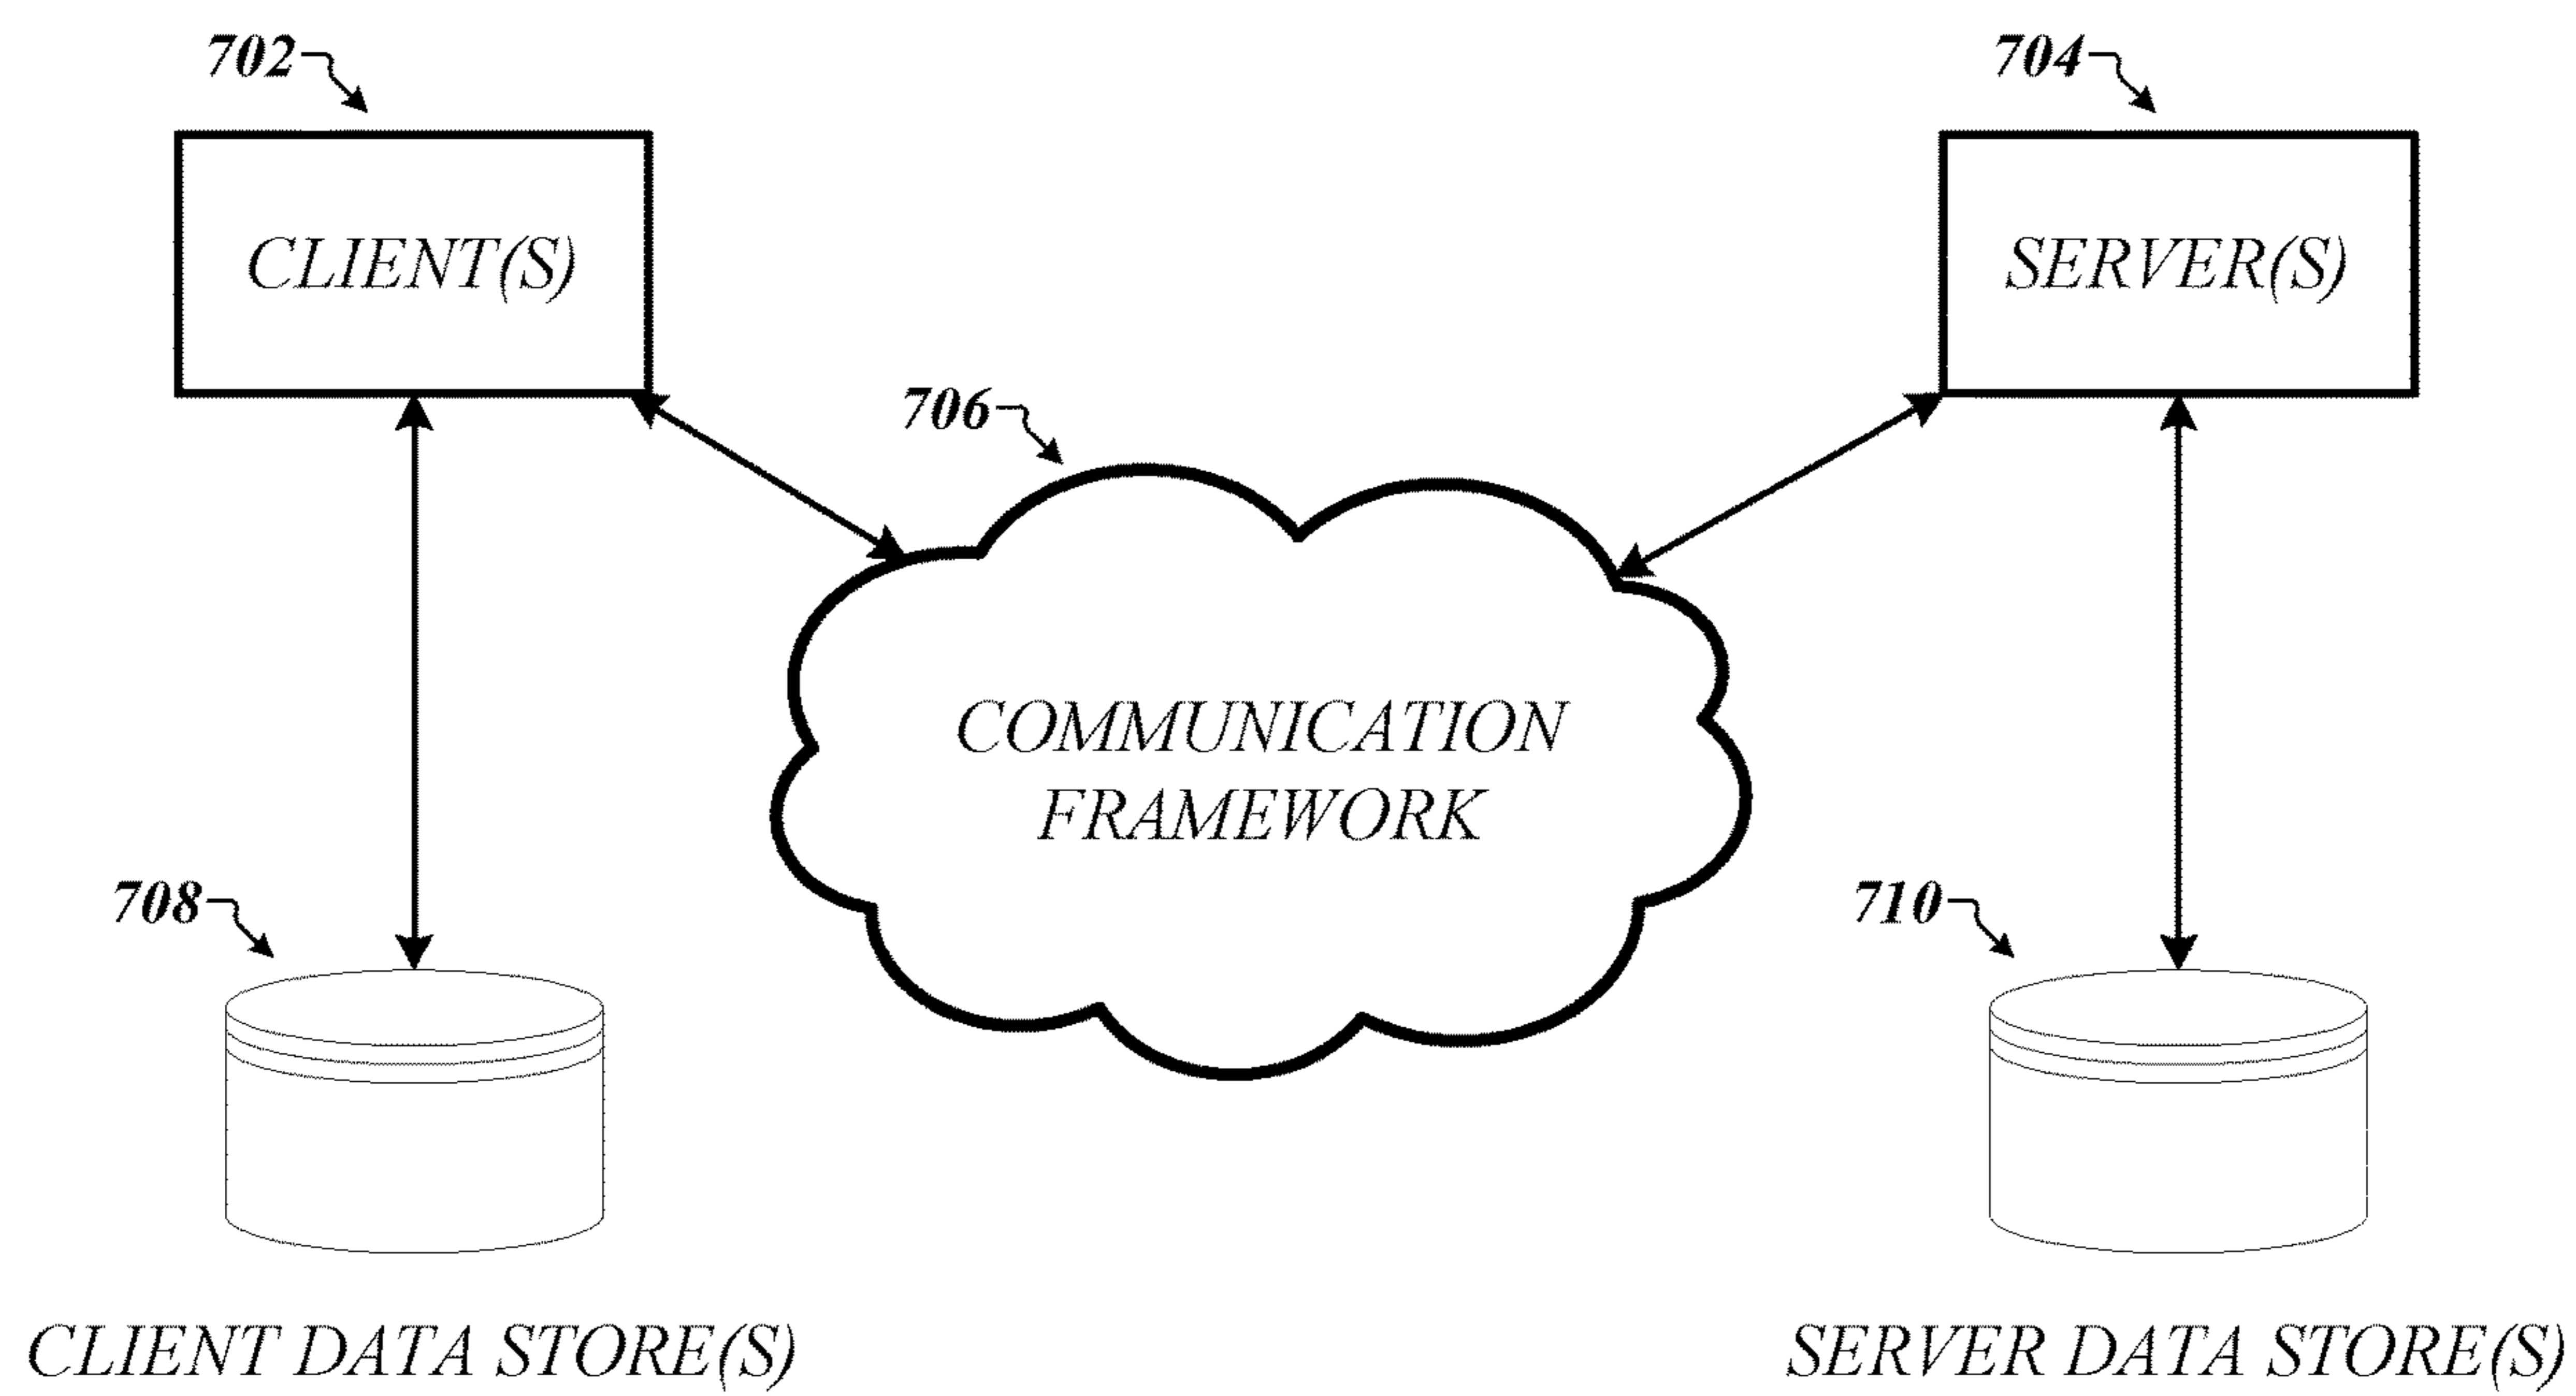 702
704
CLIENT(S)
SERVER(S)
706
COMMUNICATION
FRAMEWORK
708
710
CLIENT DATA STORE(S)
SERVER DATA STORE(S)